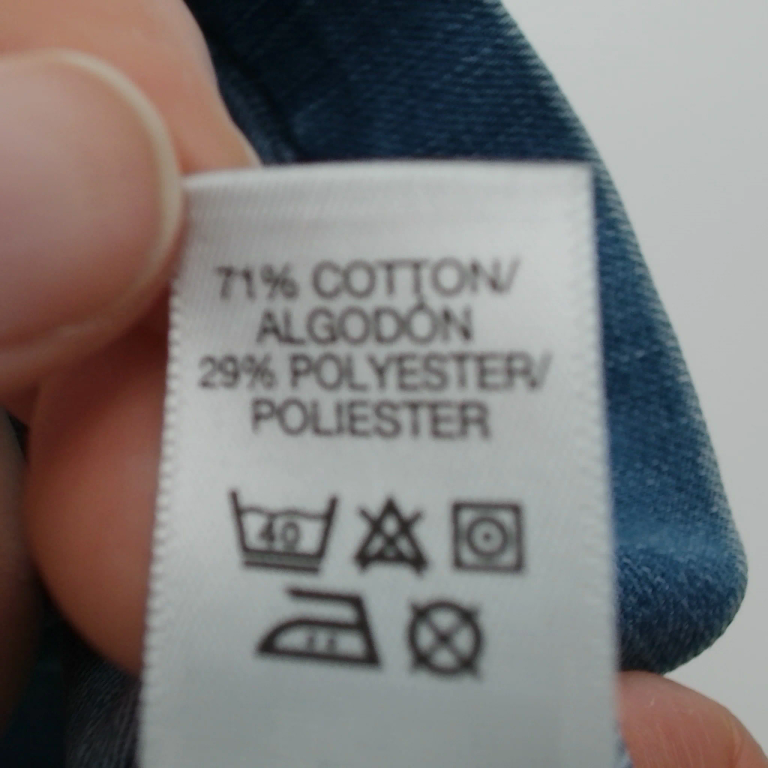 71% COTTON/
ALGODÓN
29% POLYESTER/
POLIESTER
40